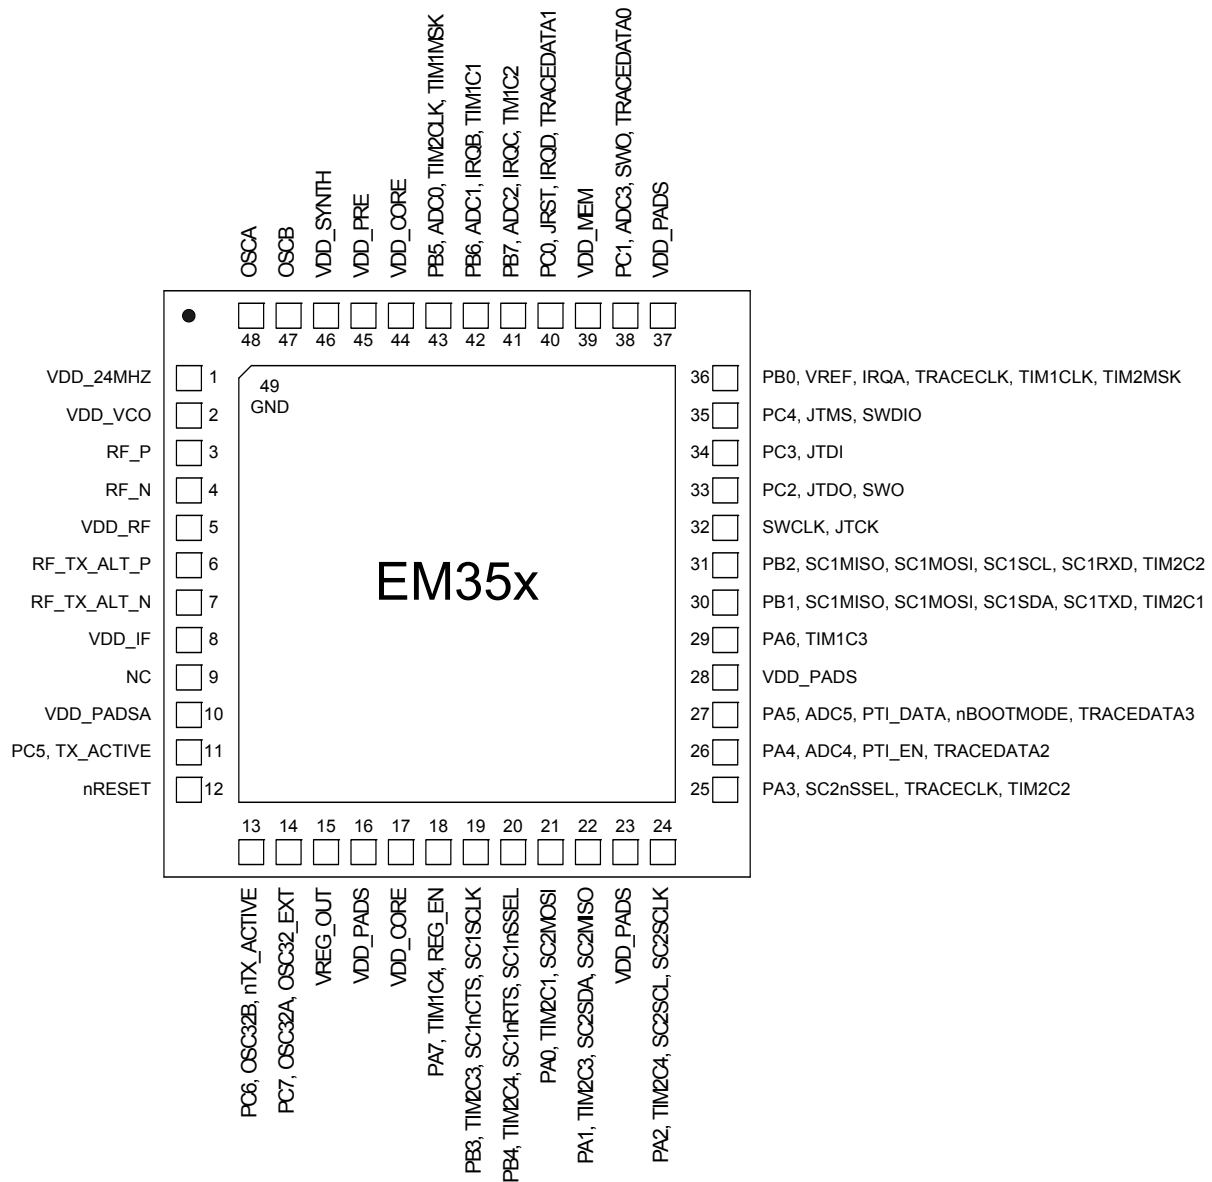 OSCA
OSCB
VDD_SYNTH
VDD_PRE
VDD_CORE
PB5, ADC0, TIM2CLK, TIM1MSK
PB6, ADC1, IRQB, TIM1C1
PB7, ADC2, IRQC, TM1C2
PC0, JRST, IRQD, TRACEDATA1
VDD_MEM
PC1, ADC3, SWO, TRACEDATA0
VDD_PADS
48 47 46 45 44 43 42 41 40 39 38 37
VDD_24MHZ 1
VDD_VCO 2
RF_P 3
RF_N 4
VDD_RF 5
RF_TX_ALT_P 6
RF_TX_ALT_N 7
VDD_IF 8
NC 9
VDD_PADSA 10
PC5, TX_ACTIVE 11
nRESET 12
49
GND
EM35x
36 PB0, VREF, IRQA, TRACECLK, TIM1CLK, TIM2MSK
35 PC4, JTMS, SWDIO
34 PC3, JTDI
33 PC2, JTDO, SWO
32 SWCLK, JTCK
31 PB2, SC1MISO, SC1MOSI, SC1SCL, SC1RXD, TIM2C2
30 PB1, SC1MISO, SC1MOSI, SC1SDA, SC1TXD, TIM2C1
29 PA6, TIM1C3
28 VDD_PADS
27 PA5, ADC5, PTI_DATA, nBOOTMODE, TRACEDATA3
26 PA4, ADC4, PTI_EN, TRACEDATA2
25 PA3, SC2nSSEL, TRACECLK, TIM2C2
13 14 15 16 17 18 19 20 21 22 23 24
PC6, OSC32B, nTX_ACTIVE
PC7, OSC32A, OSC32_EXT
VREG_OUT
VDD_PADS
VDD_CORE
PA7, TIM1C4, REG_EN
PB3, TIM2C3, SC1nCTS, SC1SCLK
PB4, TIM2C4, SC1nRTS, SC1nSSEL
PA0, TIM2C1, SC2MOSI
PA1, TIM2C3, SC2SDA, SC2MISO
VDD_PADS
PA2, TIM2C4, SC2SCL, SC2SCLK